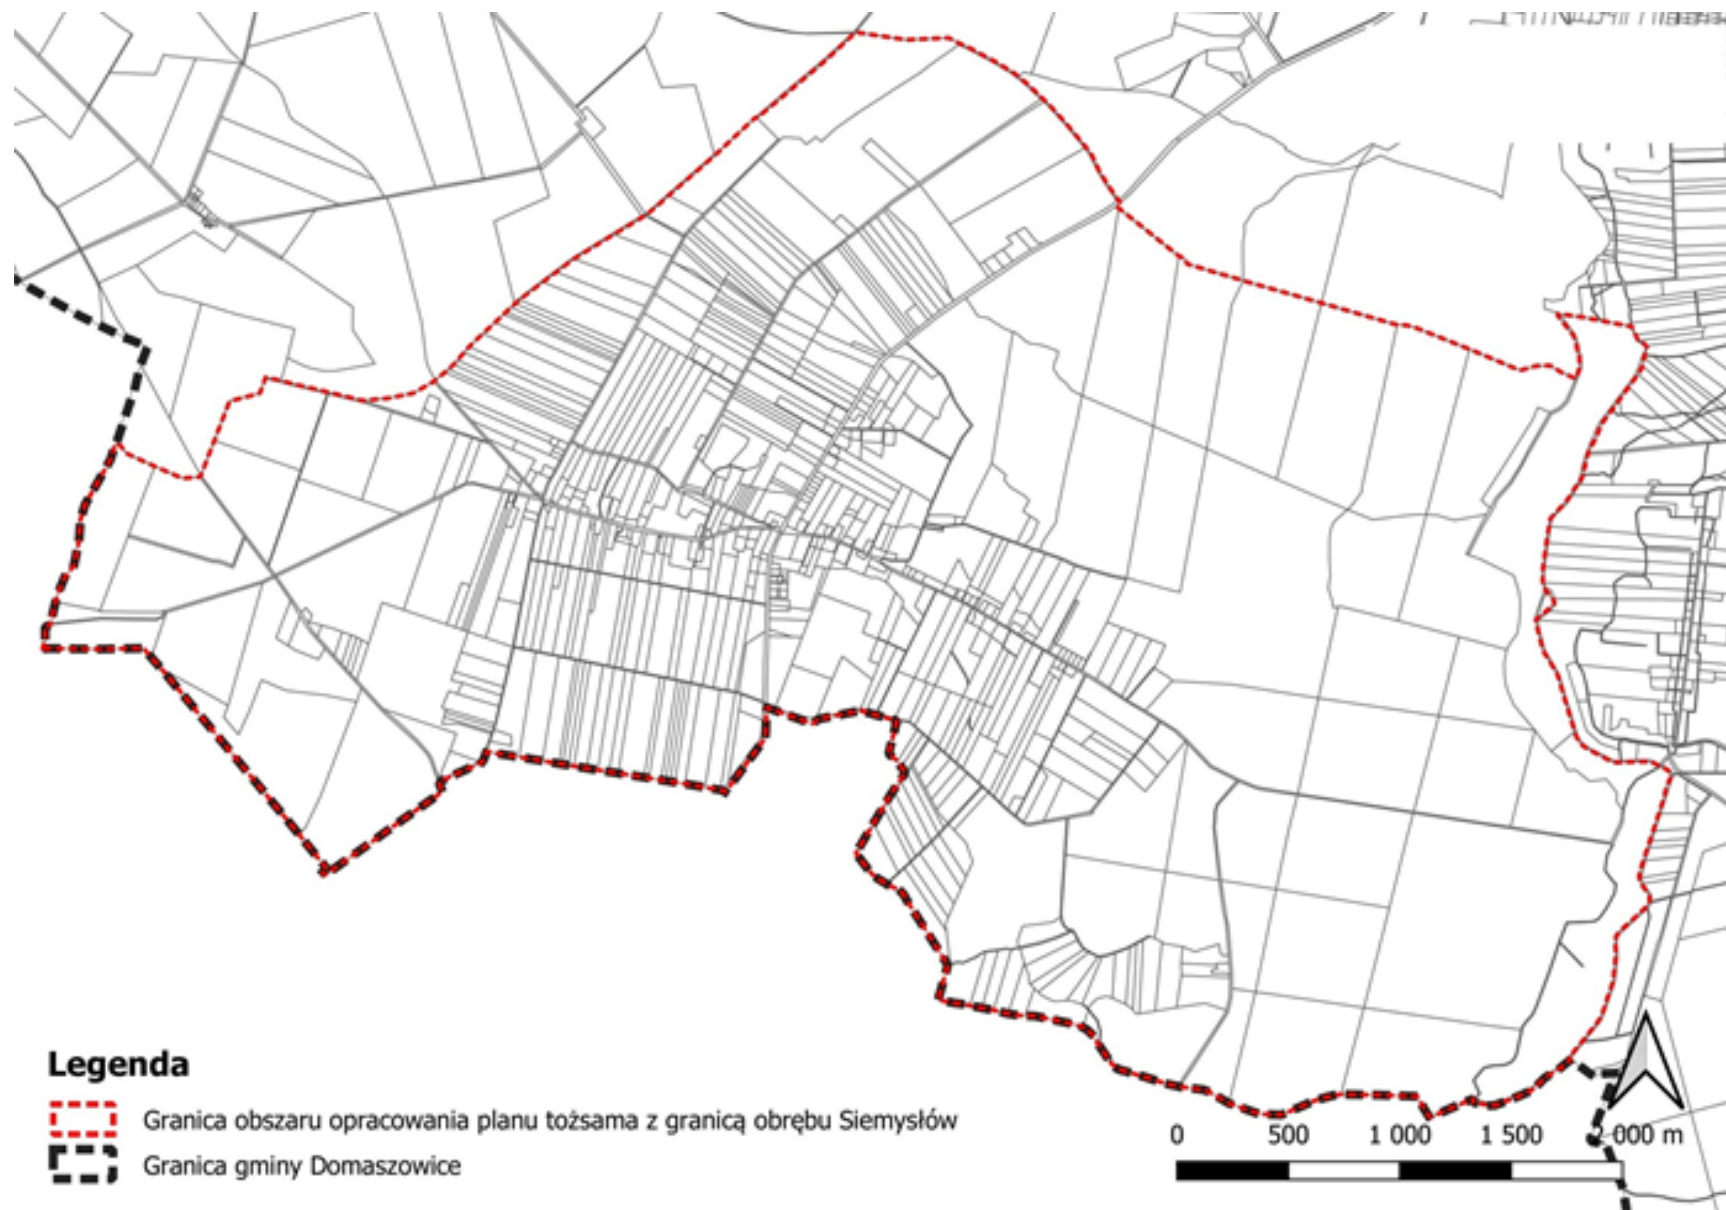 Legenda
Granica obszaru opracowania planu tożsama z granicą obrębu Siemysłów
Granica gminy Domaszowice
0 500 1 000 1 500 2 000 m